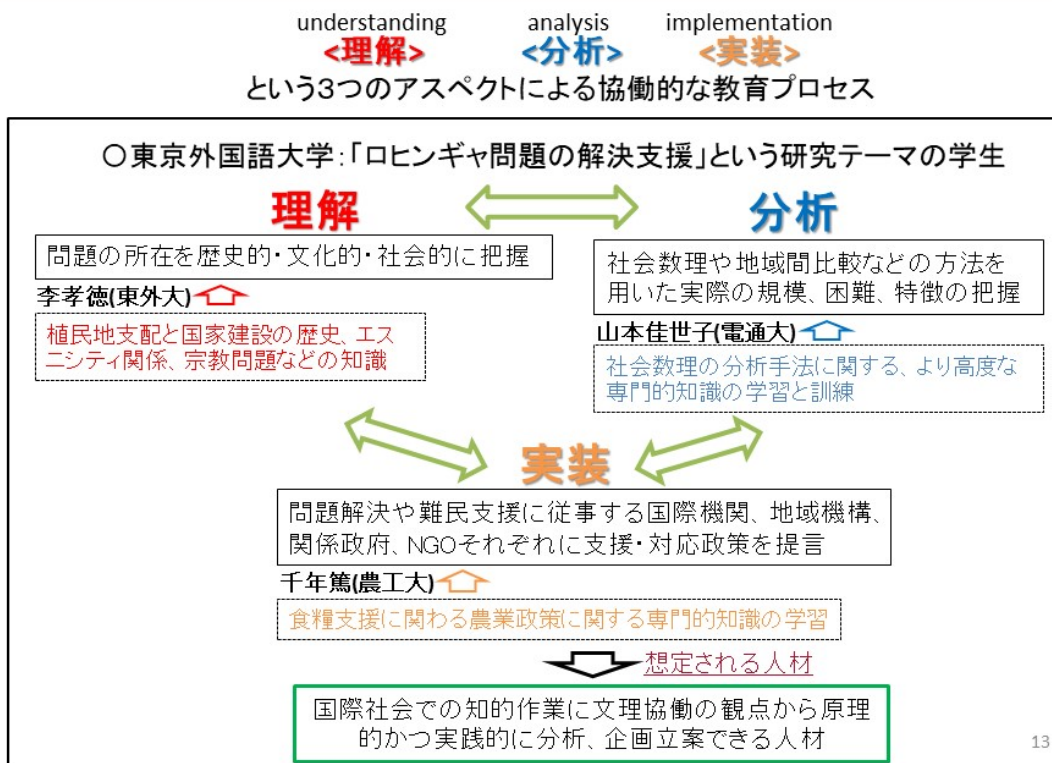 understanding analysis implementation
<理解> <分析> <実装>
という3つのアスペクトによる協働的な教育プロセス
○東京外国語大学:「ロヒンギャ問題の解決支援」という研究テーマの学生
理解 分析
問題の所在を歴史的・文化的・社会的に把握
李孝徳(東外大)
植民地支配と国家建設の歴史、エス
ニシティ関係、宗教問題などの知識
社会数理や地域間比較などの方法を
用いた実際の規模、困難、特徴の把握
山本佳世子(電通大)
社会数理の分析手法に関する、より高度な
専門的知識の学習と訓練
実装
問題解決や難民支援に従事する国際機関、地域機構、
関係政府、NGOそれぞれに支援・対応政策を提言
千年篤(農工大)
食糧支援に関わる農業政策に関する専門的知識の学習
想定される人材
国際社会での知的作業に文理協働の観点から原理
的かつ実践的に分析、企画立案できる人材
13